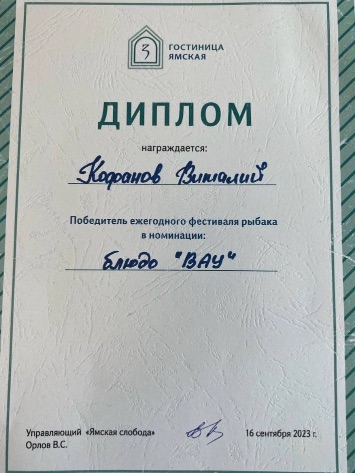 ГОСТИНИЦА
ЯМСКАЯ
ДИПЛОМ
награждается:
Кофанов Виталий
Победитель ежегодного фестиваля рыбака
в номинации:
блюдо "ВАУ"
Управляющий «Ямская слобода»
Орлов В.С.
16 сентября 2023 г.